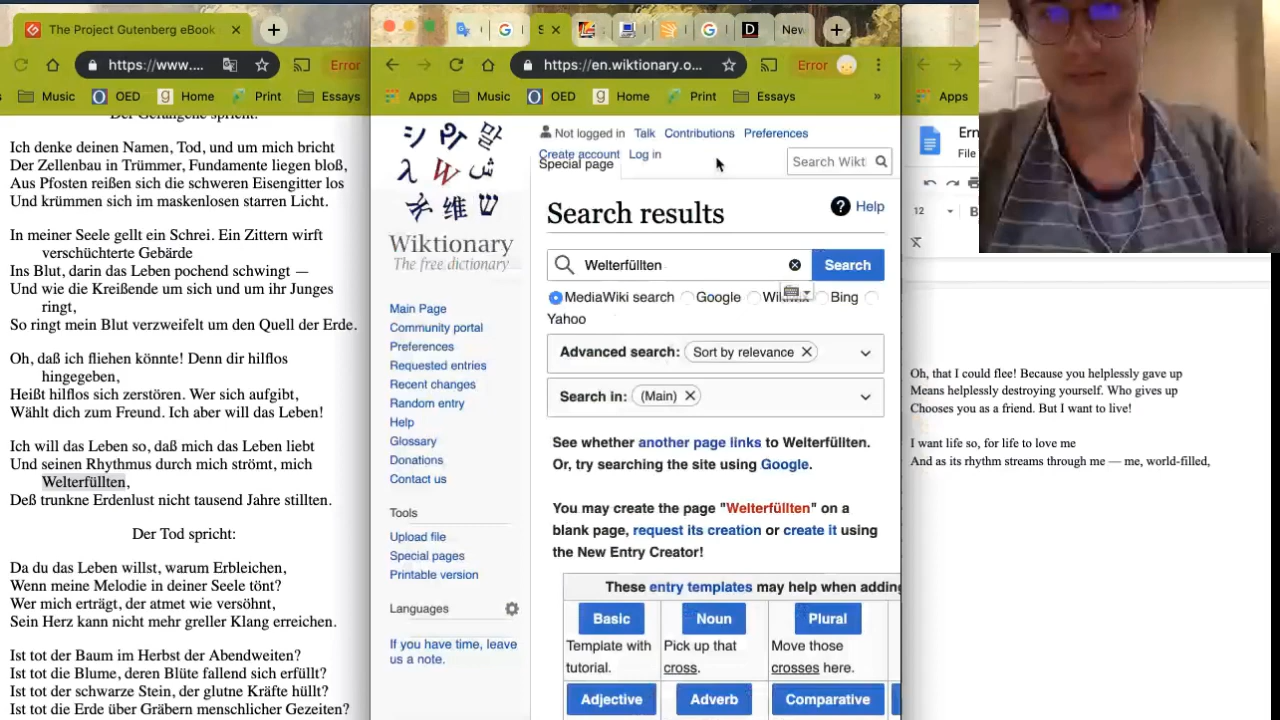 The Project Gutenberg eBook
https://www....
Error
Music
OED
Home
Print
Essays
Der Gefangene spricht:
Ich denke deinen Namen, Tod, und um mich bricht
Der Zellenbau in Trümmer, Fundamente liegen bloß,
Aus Pfosten reißen sich die schweren Eisengitter los
Und krümmen sich im maskenlosen starren Licht.
In meiner Seele gellt ein Schrei. Ein Zittern wirft
verschüchterte Gebärde
Ins Blut, darin das Leben pochend schwingt —
Und wie die Kreißende um sich und um ihr Junges
ringt,
So ringt mein Blut verzweifelt um den Quell der Erde.
Oh, daß ich fliehen könnte! Denn dir hilflos
hingegeben,
Heißt hilflos sich zerstören. Wer sich aufgibt,
Wählt dich zum Freund. Ich aber will das Leben!
Ich will das Leben so, daß mich das Leben liebt
Und seinen Rhythmus durch mich strömt, mich
Welterfüllten,
Deß trunkne Erdenlust nicht tausend Jahre stillten.
Der Tod spricht:
Da du das Leben willst, warum Erbleichen,
Wenn meine Melodie in deiner Seele tönt?
Wer mich erträgt, der atmet wie versöhnt,
Sein Herz kann nicht mehr greller Klang erreichen.
Ist tot der Baum im Herbst der Abendweiten?
Ist tot die Blume, deren Blüte fallend sich erfüllt?
Ist tot der schwarze Stein, der glutne Kräfte hüllt?
Ist tot die Erde über Gräbern menschlicher Gezeiten?
S
New
https://en.wiktionary.o...
Error
Apps
Music
OED
Home
Print
Essays
»
Wiktionary
The free dictionary
Main Page
Community portal
Preferences
Requested entries
Recent changes
Random entry
Help
Glossary
Donations
Contact us
Tools
Upload file
Special pages
Printable version
Languages
If you have time, leave
us a note.
Not logged in Talk Contributions Preferences
Create account Log in
Special page
Search Wikt
Search results
Help
Welterfüllten
Search
MediaWiki search Google Bing
Yahoo
Advanced search: Sort by relevance
Search in: (Main)
See whether another page links to Welterfüllten.
Or, try searching the site using Google.
You may create the page "Welterfüllten" on a
blank page, request its creation or create it using
the New Entry Creator!
These entry templates may help when adding
Basic
Noun
Plural
Template with
tutorial.
Pick up that
cross.
Move those
crosses here.
Adjective
Adverb
Comparative
Apps
Ern
File
12
B
Oh, that I could flee! Because you helplessly gave up
Means helplessly destroying yourself. Who gives up
Chooses you as a friend. But I want to live!
I want life so, for life to love me
And as its rhythm streams through me — me, world-filled,